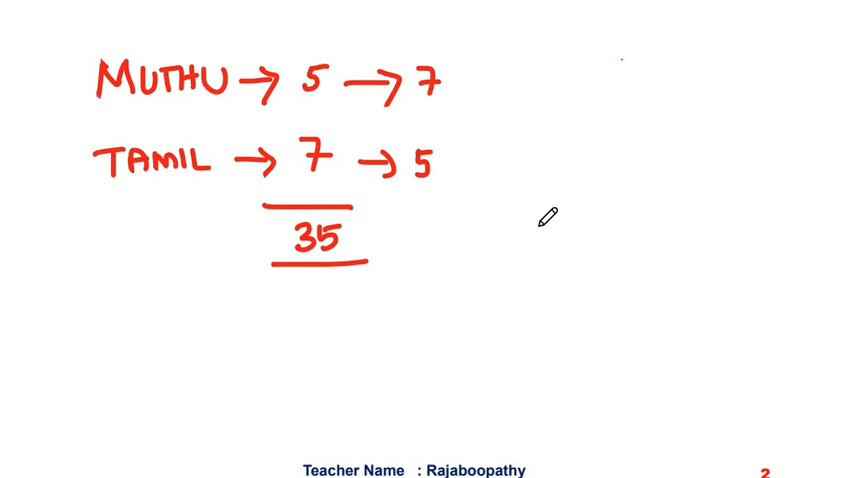 MUTHU → 5 → 7
TAMIL → 7 → 5
35
Teacher Name : Rajaboopathy
2